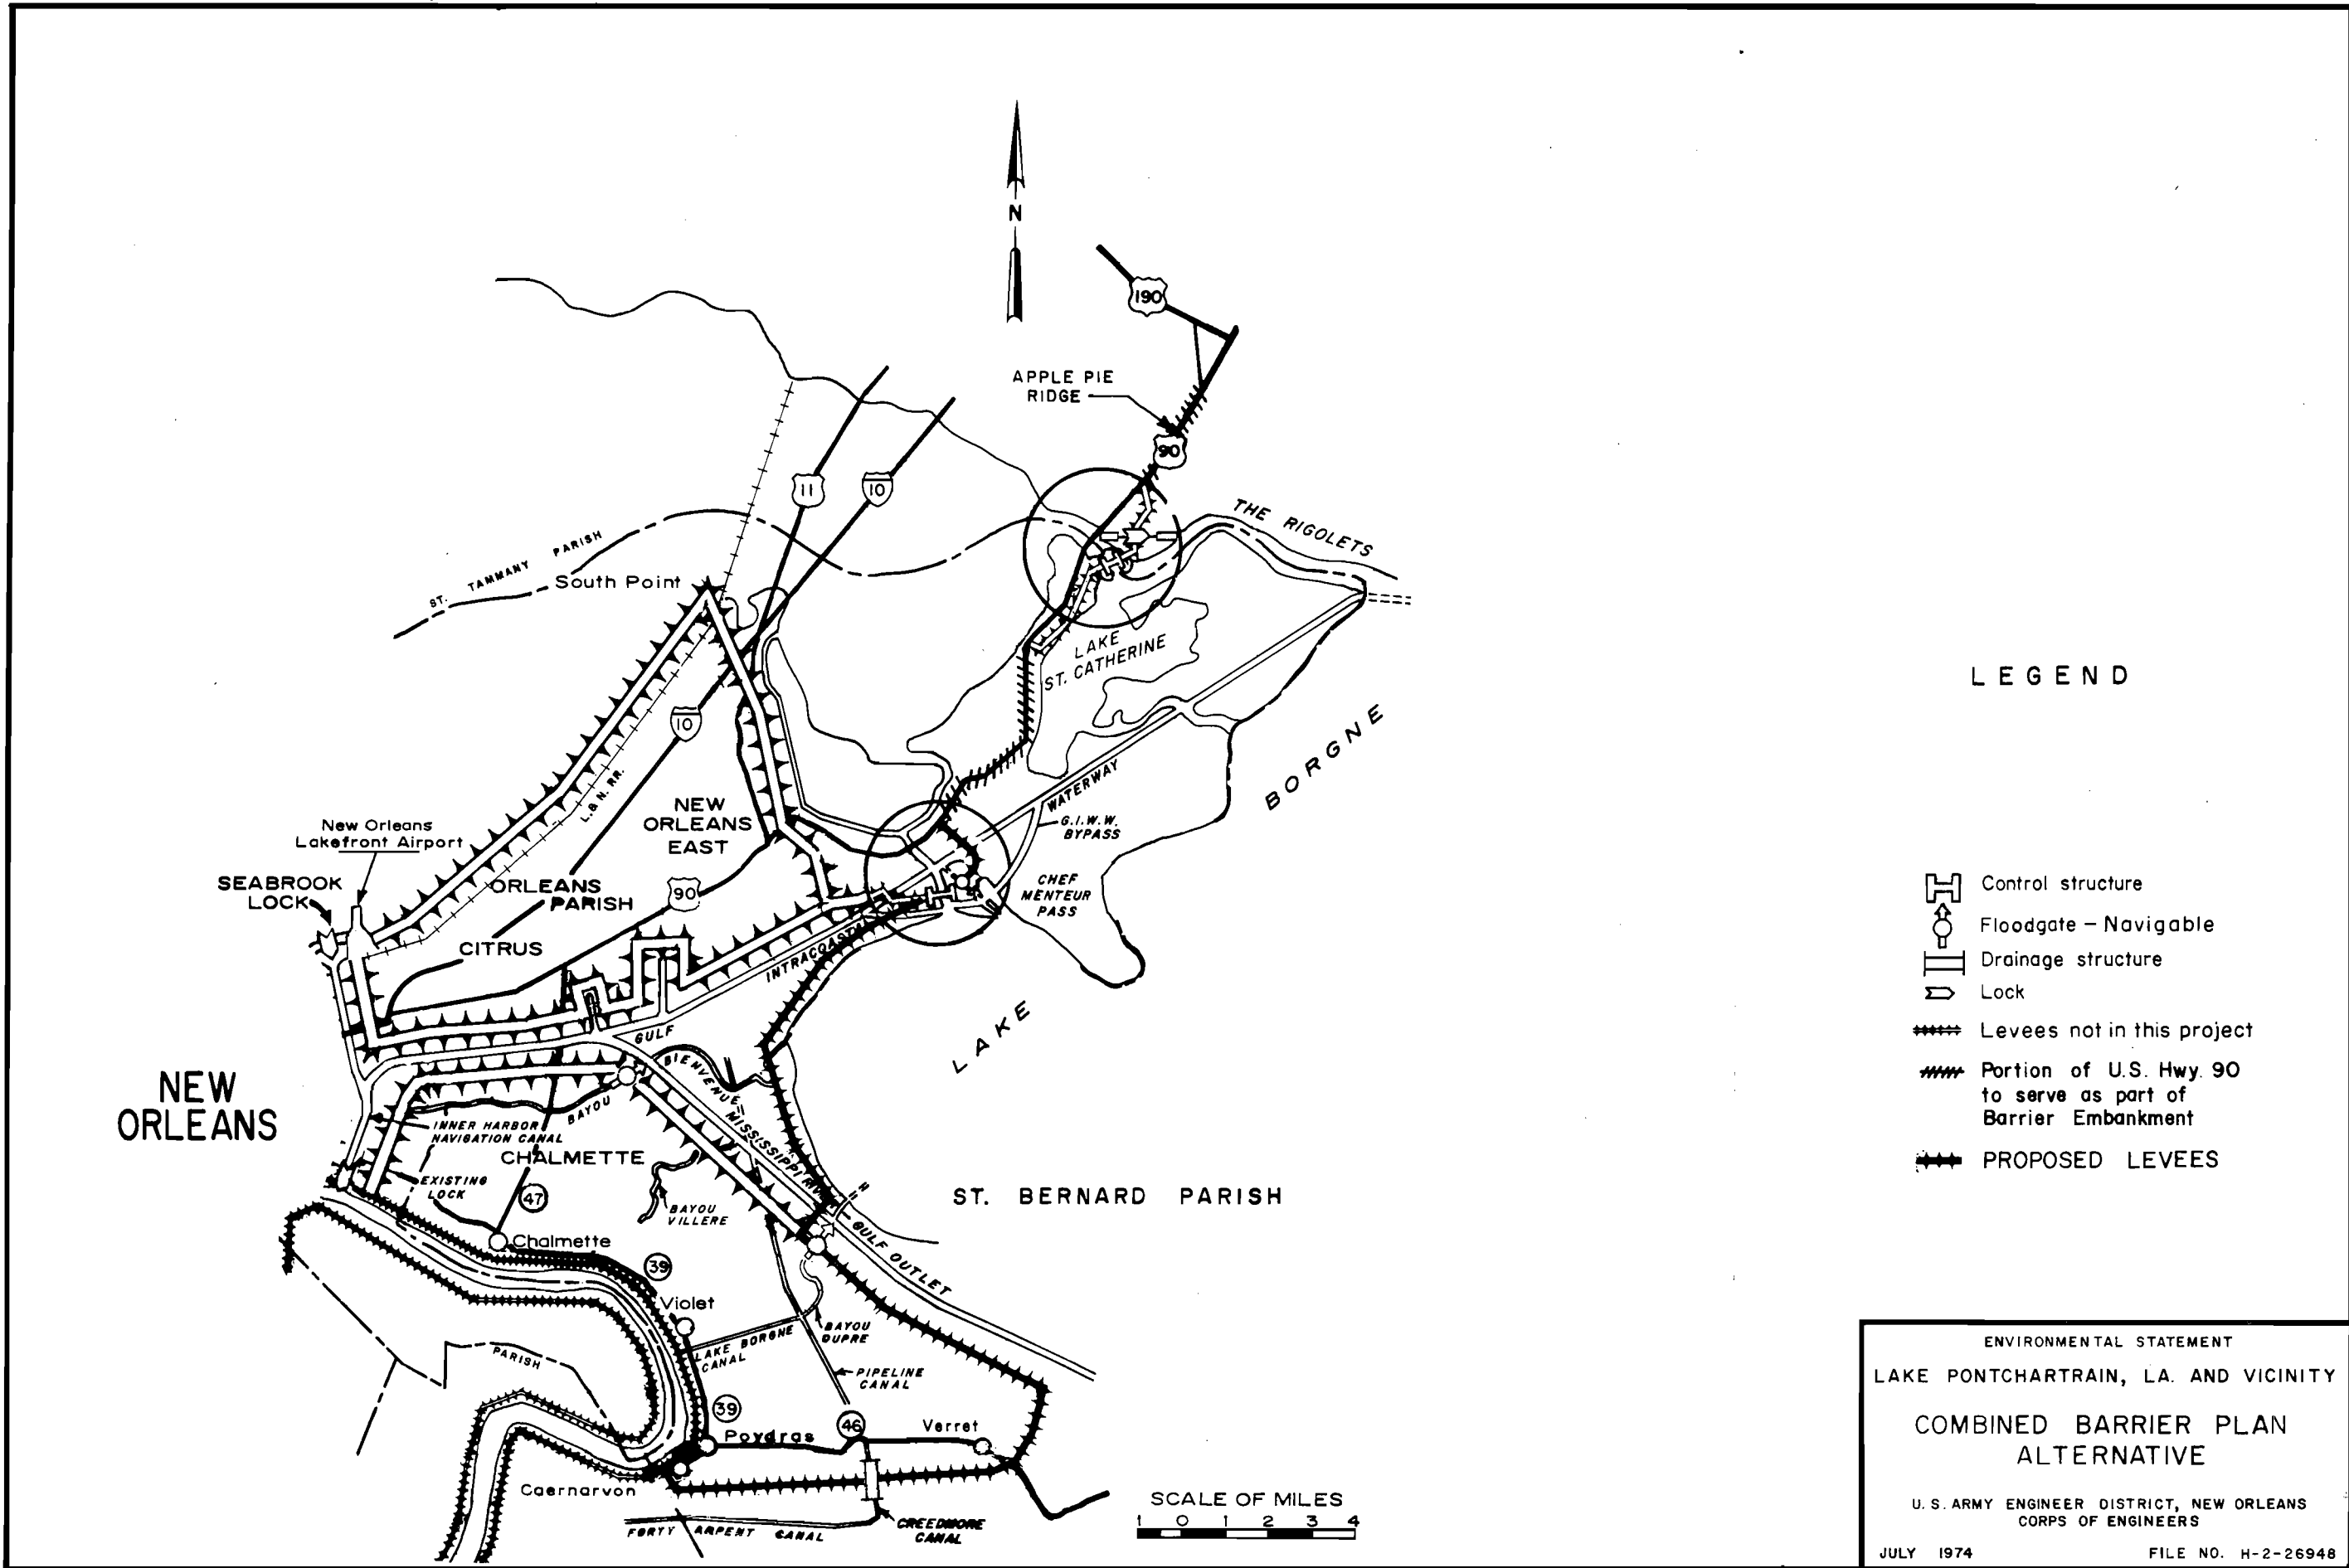 N
190
APPLE PIE
RIDGE
90
11
10
THE RIGOLETS
ST. TAMMANY PARISH
South Point
LAKE
ST. CATHERINE
10
L.&N. RR.
LAKE BORGNE
WATERWAY
G.I.W.W.
BYPASS
NEW
ORLEANS
EAST
New Orleans
Lakefront Airport
SEABROOK
LOCK
ORLEANS
PARISH
90
CHEF
MENTEUR
PASS
CITRUS
INTRACOASTAL
GULF
BAYOU BIENVENUE
NEW
ORLEANS
INNER HARBOR
NAVIGATION CANAL
CHALMETTE
MISSISSIPPI RIVER
EXISTING
LOCK
47
BAYOU
VILLERE
ST. BERNARD PARISH
GULF OUTLET
Chalmette
39
Violet
LAKE BORGNE
CANAL
BAYOU
DUPRE
PARISH
PIPELINE
CANAL
39
46
Poydras
Verret
Caernarvon
FORTY ARPENT CANAL
CREEDMORE
CANAL
SCALE OF MILES
1 0 1 2 3 4
LEGEND
Control structure
Floodgate – Navigable
Drainage structure
Lock
Levees not in this project
Portion of U.S. Hwy. 90
to serve as part of
Barrier Embankment
PROPOSED LEVEES
ENVIRONMENTAL STATEMENT
LAKE PONTCHARTRAIN, LA. AND VICINITY
COMBINED BARRIER PLAN
ALTERNATIVE
U. S. ARMY ENGINEER DISTRICT, NEW ORLEANS
CORPS OF ENGINEERS
JULY 1974 FILE NO. H-2-26948